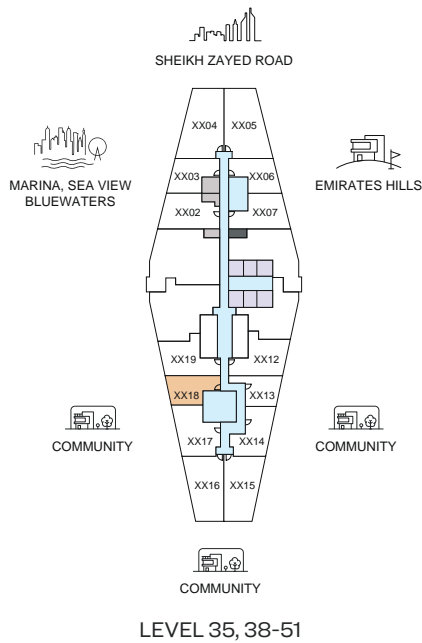 SHEIKH ZAYED ROAD
XX04
XX05
MARINA, SEA VIEW
BLUEWATERS
EMIRATES HILLS
XX03
XX06
XX02
XX07
XX19
XX12
XX18
XX13
COMMUNITY
COMMUNITY
XX17
XX14
XX16
XX15
COMMUNITY
LEVEL 35, 38-51